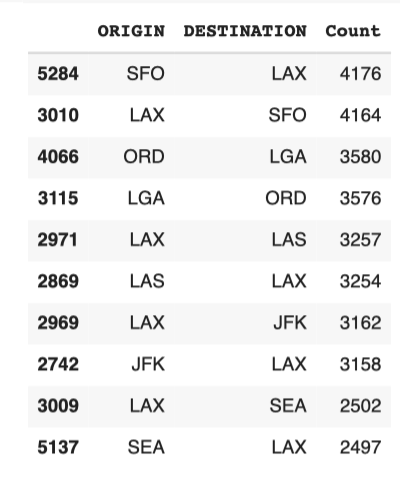 ORIGIN DESTINATION Count
5284 SFO LAX 4176
3010 LAX SFO 4164
4066 ORD LGA 3580
3115 LGA ORD 3576
2971 LAX LAS 3257
2869 LAS LAX 3254
2969 LAX JFK 3162
2742 JFK LAX 3158
3009 LAX SEA 2502
5137 SEA LAX 2497